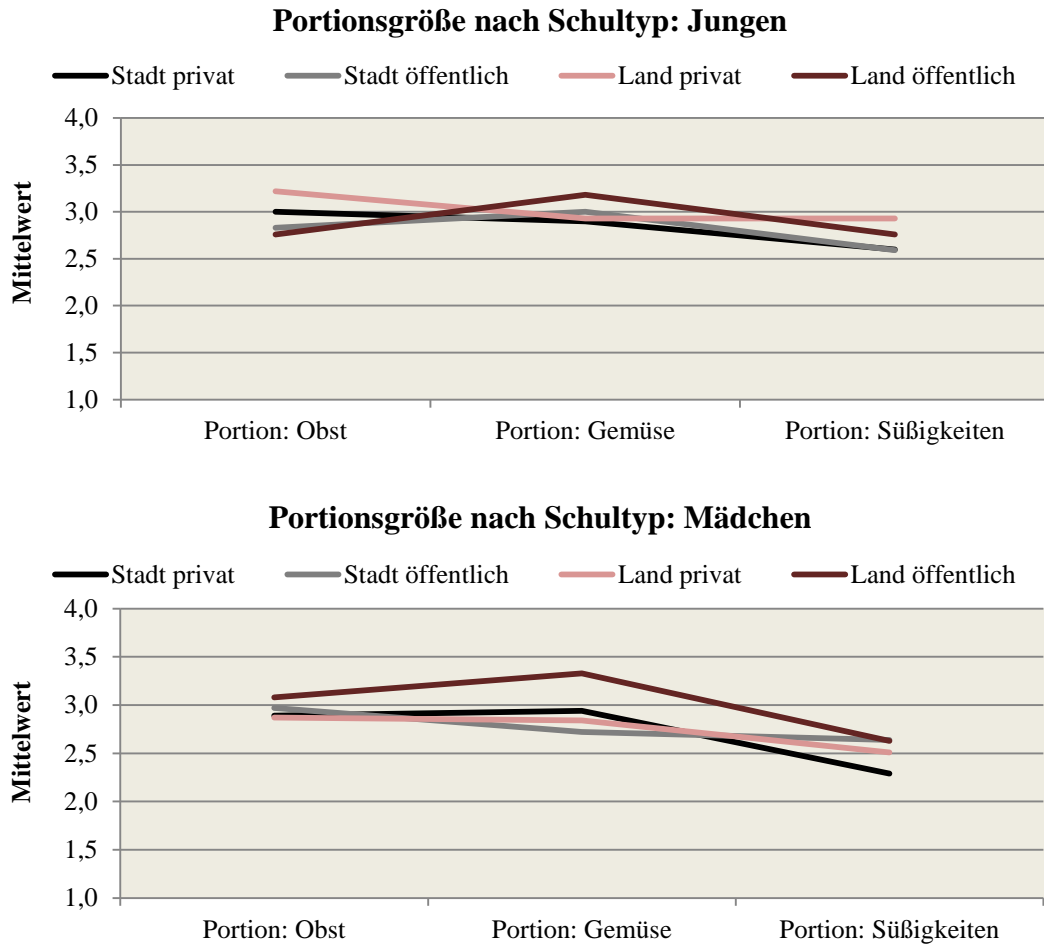 Portionsgröße nach Schultyp: Jungen
Stadt privat Stadt öffentlich Land privat Land öffentlich
Mittelwert
4,0
3,5
3,0
2,5
2,0
1,5
1,0
Portion: Obst Portion: Gemüse Portion: Süßigkeiten
Portionsgröße nach Schultyp: Mädchen
Stadt privat Stadt öffentlich Land privat Land öffentlich
Mittelwert
4,0
3,5
3,0
2,5
2,0
1,5
1,0
Portion: Obst Portion: Gemüse Portion: Süßigkeiten